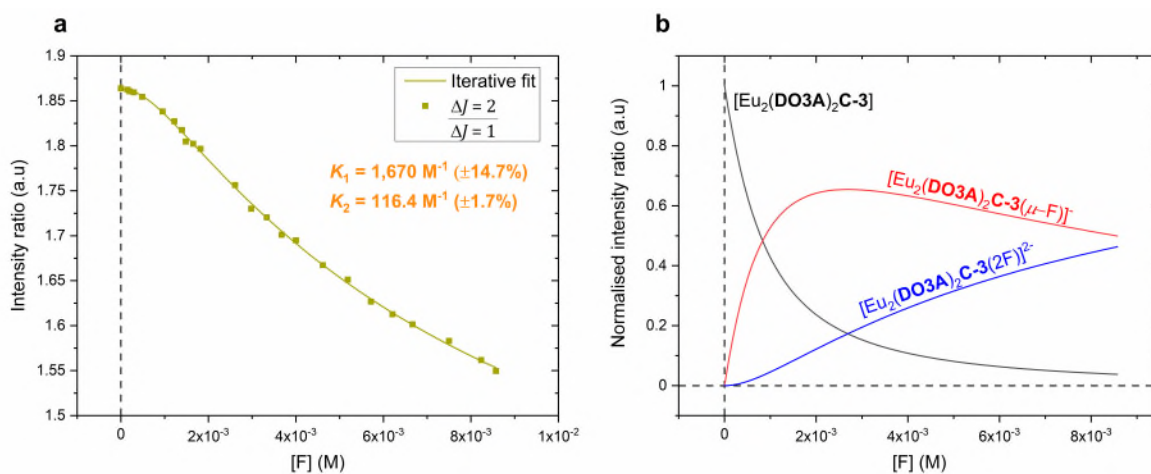 a
Intensity ratio (a.u)
1.9
1.85
1.8
1.75
1.7
1.65
1.6
1.55
1.5
0
2x10⁻³
4x10⁻³
6x10⁻³
8x10⁻³
1x10⁻²
[F] (M)
Iterative fit
ΔJ = 2
ΔJ = 1
K₁ = 1,670 M⁻¹ (±14.7%)
K₂ = 116.4 M⁻¹ (±1.7%)
b
Normalised intensity ratio (a.u)
1
0.8
0.6
0.4
0.2
0
0
2x10⁻³
4x10⁻³
6x10⁻³
8x10⁻³
[F] (M)
[Eu₂(DO3A)₂C-3]
[Eu₂(DO3A)₂C-3(μ–F)]⁻
[Eu₂(DO3A)₂C-3(2F)]²⁻